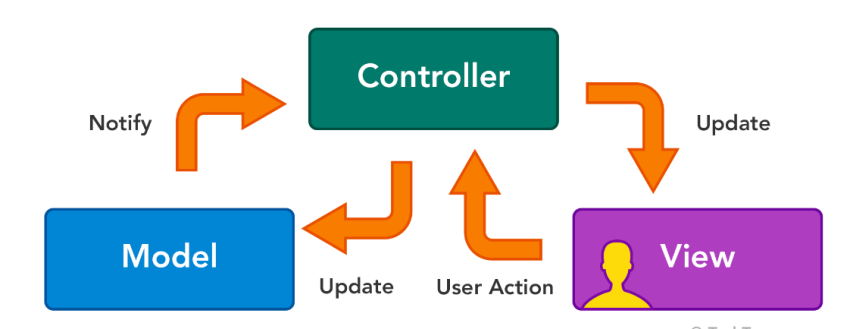 Controller
Notify
Update
Model
View
Update
User Action